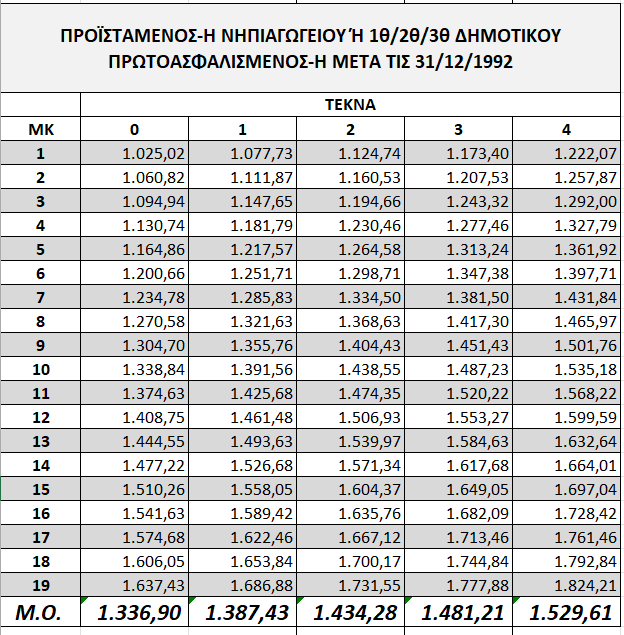 ΠΡΟΪΣΤΑΜΕΝΟΣ-Η ΝΗΠΙΑΓΩΓΕΙΟΥ Ή 1θ/2θ/3θ ΔΗΜΟΤΙΚΟΥ
ΠΡΩΤΟΑΣΦΑΛΙΣΜΕΝΟΣ-Η ΜΕΤΑ ΤΙΣ 31/12/1992
ΤΕΚΝΑ
ΜΚ 0 1 2 3 4
1 1.025,02 1.077,73 1.124,74 1.173,40 1.222,07
2 1.060,82 1.111,87 1.160,53 1.207,53 1.257,87
3 1.094,94 1.147,65 1.194,66 1.243,32 1.292,00
4 1.130,74 1.181,79 1.230,46 1.277,46 1.327,79
5 1.164,86 1.217,57 1.264,58 1.313,24 1.361,92
6 1.200,66 1.251,71 1.298,71 1.347,38 1.397,71
7 1.234,78 1.285,83 1.334,50 1.381,50 1.431,84
8 1.270,58 1.321,63 1.368,63 1.417,30 1.465,97
9 1.304,70 1.355,76 1.404,43 1.451,43 1.501,76
10 1.338,84 1.391,56 1.438,55 1.487,23 1.535,18
11 1.374,63 1.425,68 1.474,35 1.520,22 1.568,22
12 1.408,75 1.461,48 1.506,93 1.553,27 1.599,59
13 1.444,55 1.493,63 1.539,97 1.584,63 1.632,64
14 1.477,22 1.526,68 1.571,34 1.617,68 1.664,01
15 1.510,26 1.558,05 1.604,37 1.649,05 1.697,04
16 1.541,63 1.589,42 1.635,76 1.682,09 1.728,42
17 1.574,68 1.622,46 1.667,12 1.713,46 1.761,46
18 1.606,05 1.653,84 1.700,17 1.744,84 1.792,84
19 1.637,43 1.686,88 1.731,55 1.777,88 1.824,21
Μ.Ο. 1.336,90 1.387,43 1.434,28 1.481,21 1.529,61